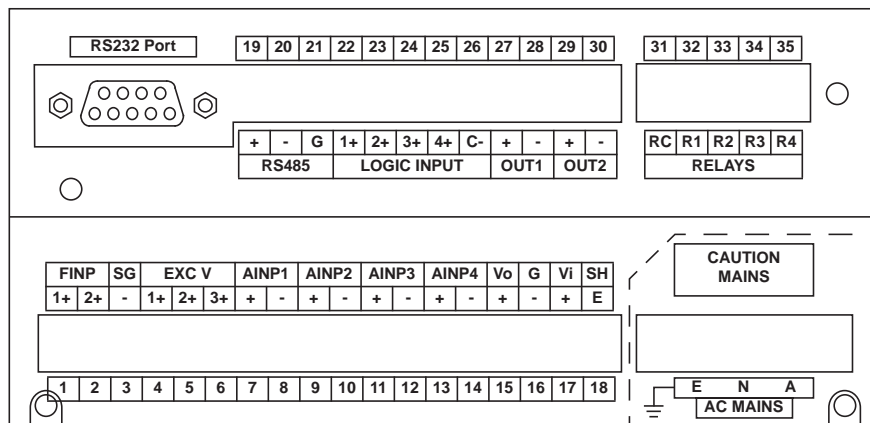 RS232 Port
19 20 21 22 23 24 25 26 27 28 29 30
31 32 33 34 35
+ - G 1+ 2+ 3+ 4+ C- + - + -
RS485 LOGIC INPUT OUT1 OUT2
RC R1 R2 R3 R4
RELAYS
CAUTION
MAINS
FINP SG EXC V AINP1 AINP2 AINP3 AINP4 Vo G Vi SH
1+ 2+ - 1+ 2+ 3+ + - + - + - + - + - + E
1 2 3 4 5 6 7 8 9 10 11 12 13 14 15 16 17 18
E N A
AC MAINS